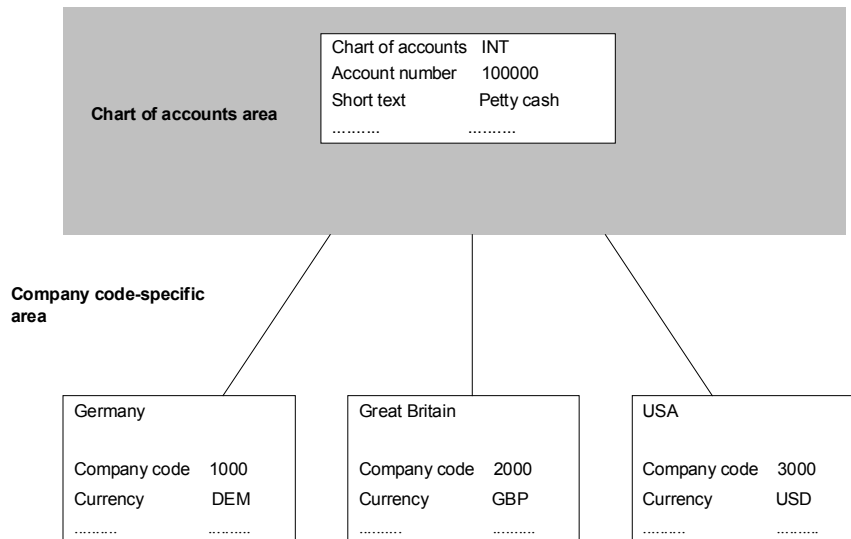 Chart of accounts INT
Account number 100000
Short text Petty cash
.......... ..........
Chart of accounts area
Company code-specific
area
Germany
Company code 1000
Currency DEM
.......... ..........
Great Britain
Company code 2000
Currency GBP
.......... ..........
USA
Company code 3000
Currency USD
.......... ..........